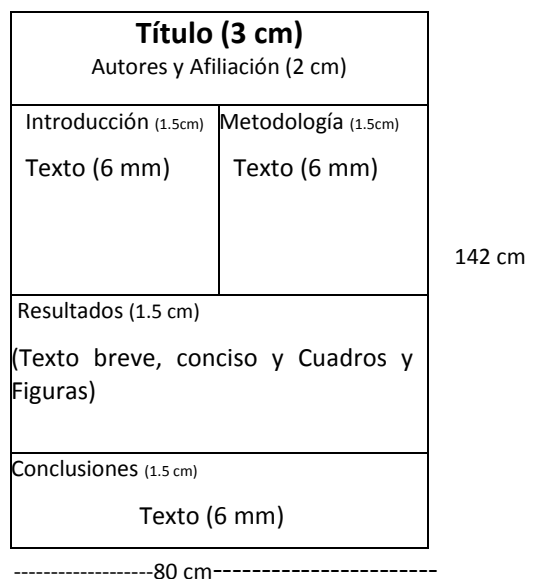 Título (3 cm)
Autores y Afiliación (2 cm)
Introducción (1.5cm)
Texto (6 mm)
Metodología (1.5cm)
Texto (6 mm)
142 cm
Resultados (1.5 cm)
(Texto breve, conciso y Cuadros y
Figuras)
Conclusiones (1.5 cm)
Texto (6 mm)
-------------------80 cm-----------------------